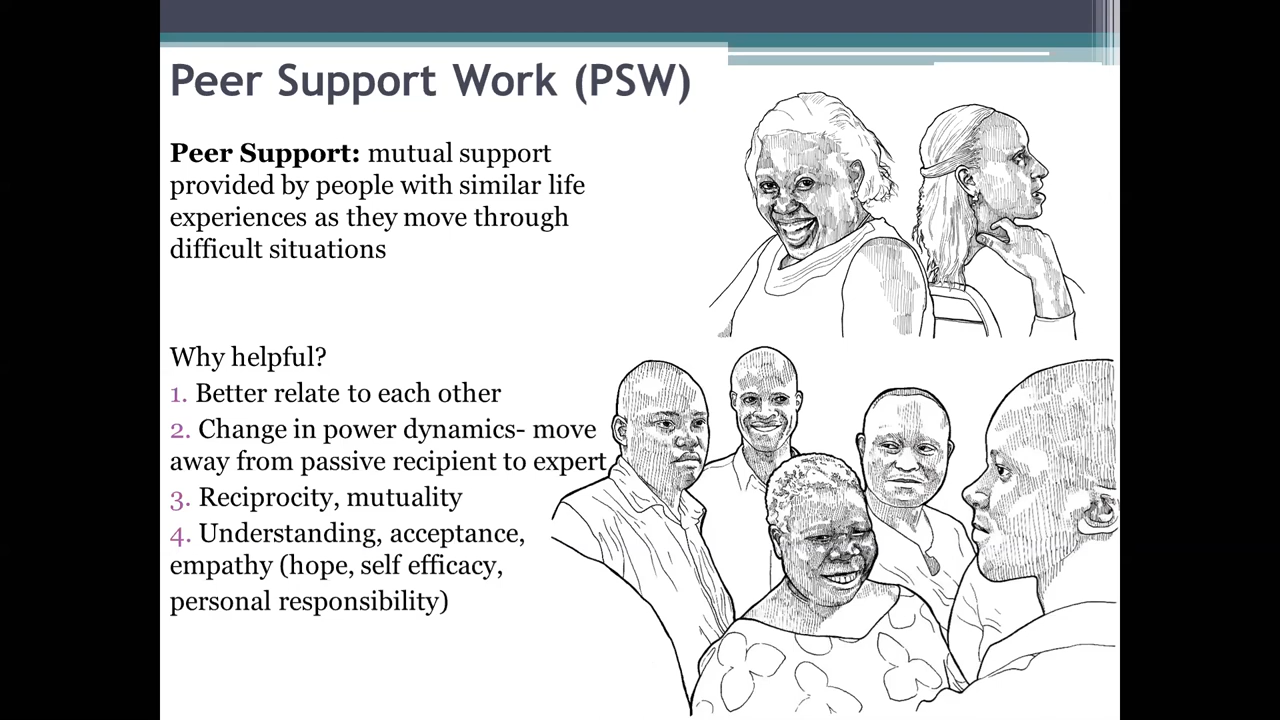 Peer Support Work (PSW)
Peer Support: mutual support
provided by people with similar life
experiences as they move through
difficult situations
Why helpful?
1. Better relate to each other
2. Change in power dynamics- move
away from passive recipient to expert
3. Reciprocity, mutuality
4. Understanding, acceptance,
empathy (hope, self efficacy,
personal responsibility)